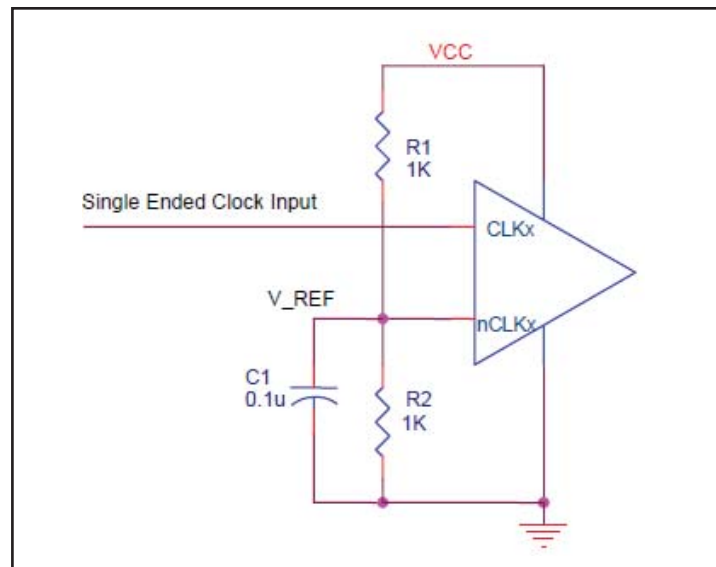 VCC
R1
1K
Single Ended Clock Input
CLKx
V_REF
nCLKx
C1
0.1u
R2
1K